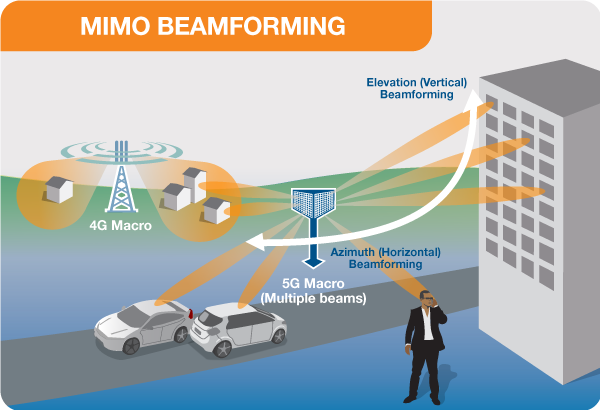 MIMO BEAMFORMING
Elevation (Vertical)
Beamforming
4G Macro
Azimuth (Horizontal)
Beamforming
5G Macro
(Multiple beams)